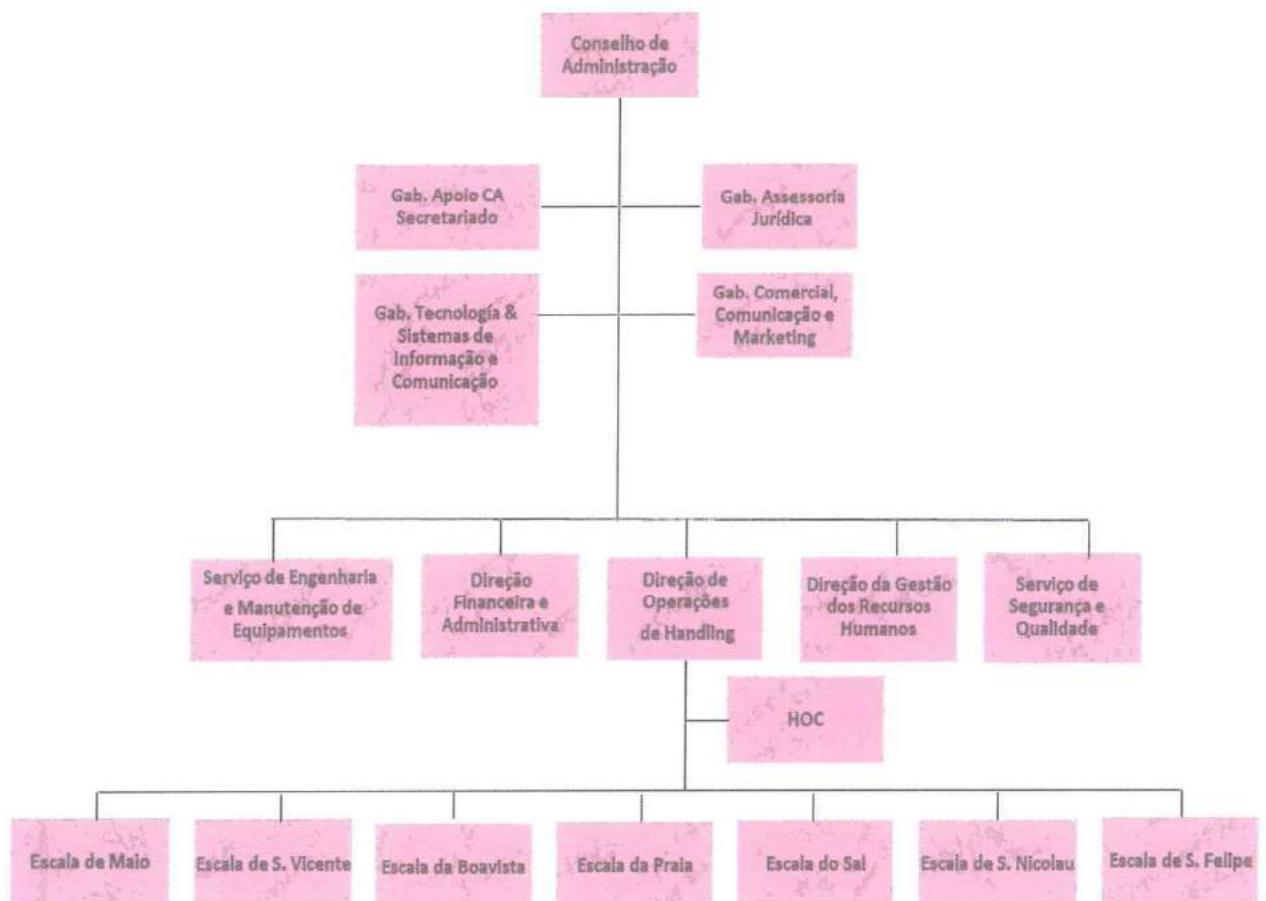 Conselho de
Administração
Gab. Apoio CA
Secretariado
Gab. Assessoria
Jurídica
Gab. Tecnología &
Sistemas de
Informação e
Comunicação
Gab. Comercial,
Comunicação e
Marketing
Serviço de Engenharia
e Manutenção de
Equipamentos
Direção
Financeira e
Administrativa
Direção de
Operações
de Handling
Direção da Gestão
dos Recursos
Humanos
Serviço de
Segurança e
Qualidade
HOC
Escala de Maio
Escala de S. Vicente
Escala da Boavista
Escala da Praia
Escala do Sal
Escala de S. Nicolau
Escala de S. Felipe